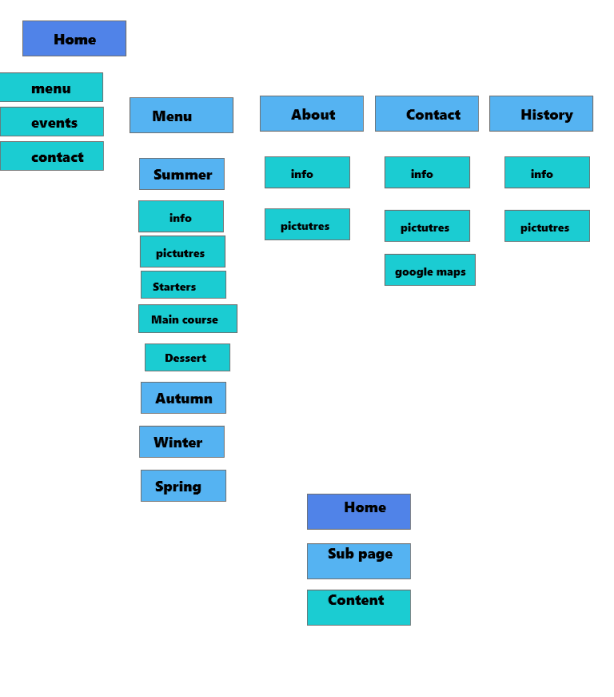 Home
menu
events
contact
Menu
Summer
info
pictutres
Starters
Main course
Dessert
Autumn
Winter
Spring
About
info
pictutres
Contact
info
pictutres
google maps
History
info
pictutres
Home
Sub page
Content